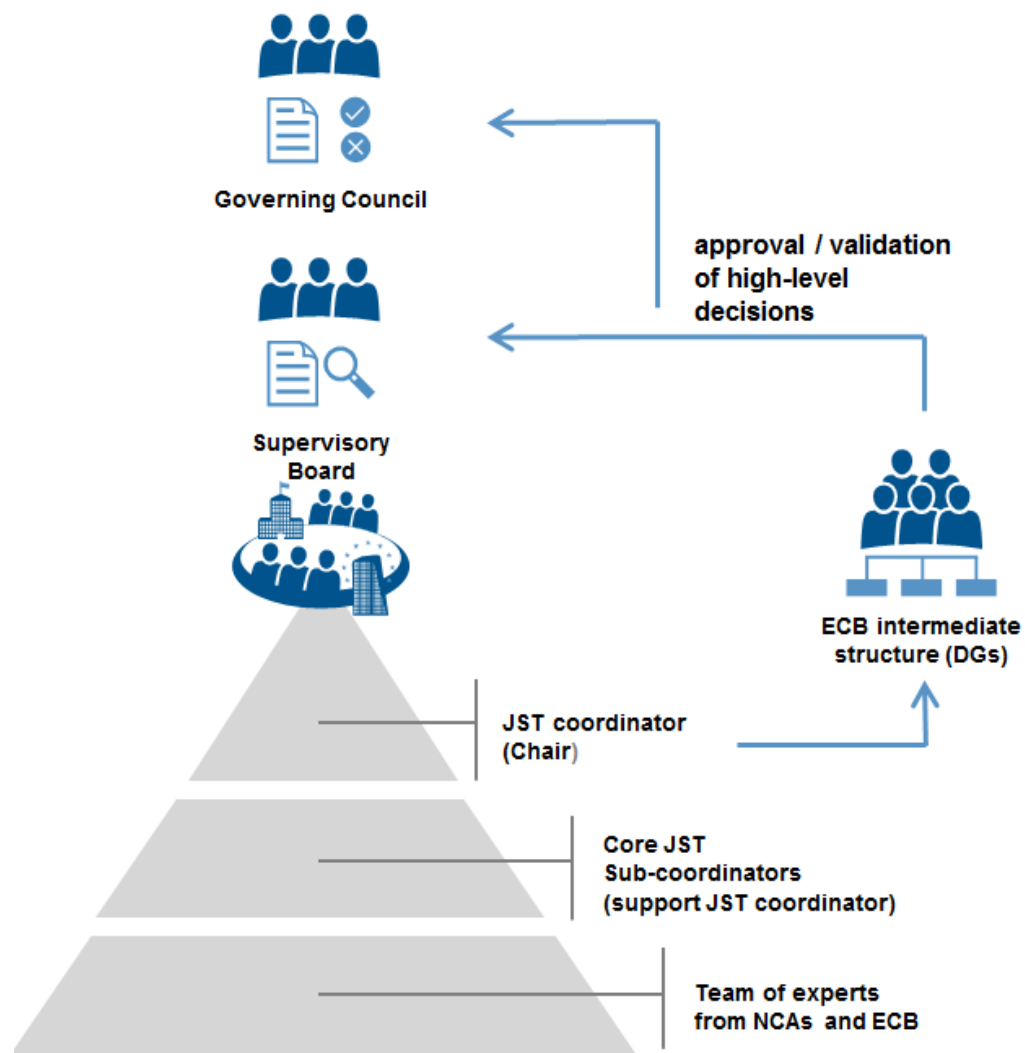 Governing Council
approval / validation
of high-level
decisions
Supervisory
Board
ECB intermediate
structure (DGs)
JST coordinator
(Chair)
Core JST
Sub-coordinators
(support JST coordinator)
Team of experts
from NCAs and ECB